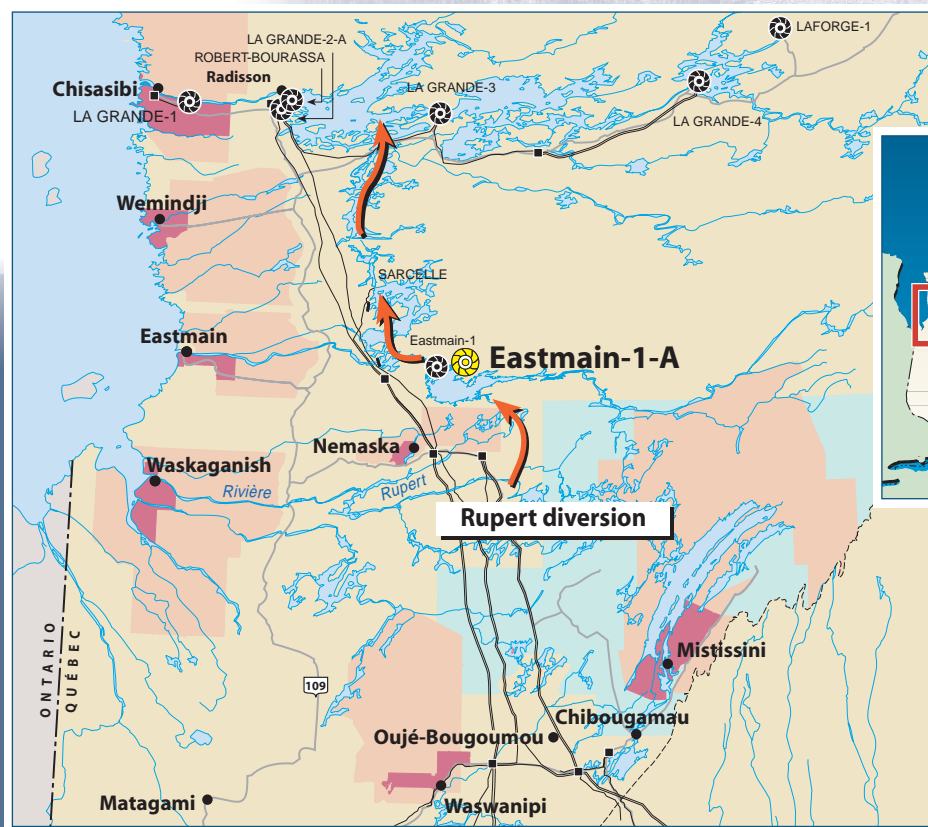 LAFORGE-1
LA GRANDE-2-A
ROBERT-BOURASSA
Radisson
Chisasibi
LA GRANDE-3
LA GRANDE-1
LA GRANDE-4
Wemindji
SARCELLE
Eastmain
Eastmain-1
Eastmain-1-A
Nemaska
Waskaganish
Rivière
Rupert
Rupert diversion
ONTARIO
QUÉBEC
Mistissini
109
Chibougamau
Oujé-Bougoumou
Matagami
Waswanipi